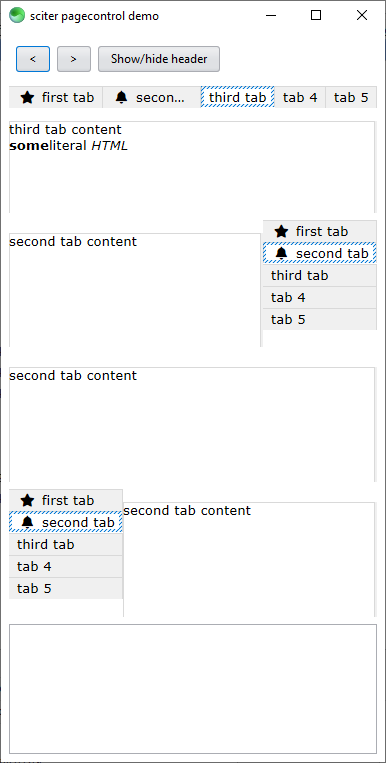 sciter pagecontrol demo
< > Show/hide header
first tab secon... third tab tab 4 tab 5
third tab content
someliteral HTML
second tab content
first tab
second tab
third tab
tab 4
tab 5
second tab content
first tab
second tab
third tab
tab 4
tab 5
second tab content